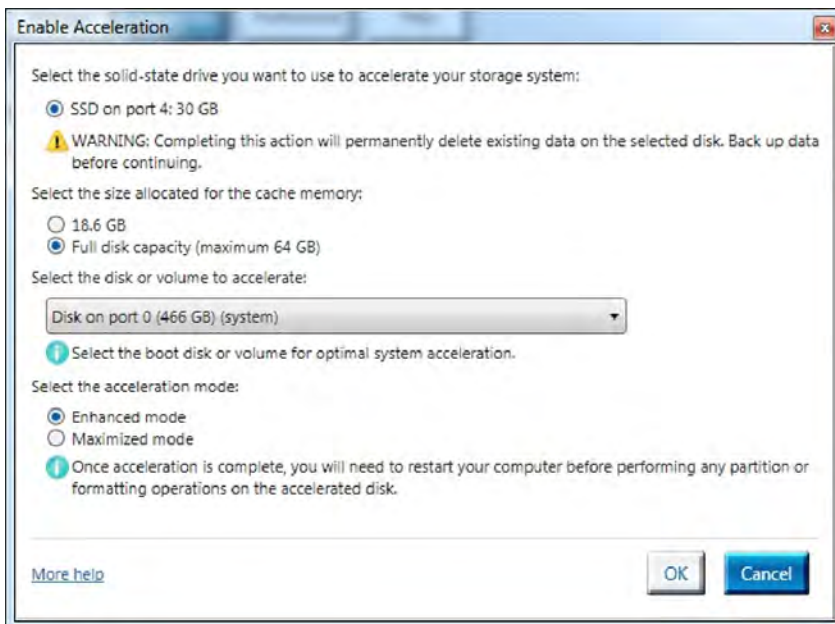 Enable Acceleration
Select the solid-state drive you want to use to accelerate your storage system:
SSD on port 4: 30 GB
WARNING: Completing this action will permanently delete existing data on the selected disk. Back up data
before continuing.
Select the size allocated for the cache memory:
18.6 GB
Full disk capacity (maximum 64 GB)
Select the disk or volume to accelerate:
Disk on port 0 (466 GB) (system)
Select the boot disk or volume for optimal system acceleration.
Select the acceleration mode:
Enhanced mode
Maximized mode
Once acceleration is complete, you will need to restart your computer before performing any partition or
formatting operations on the accelerated disk.
More help
OK
Cancel